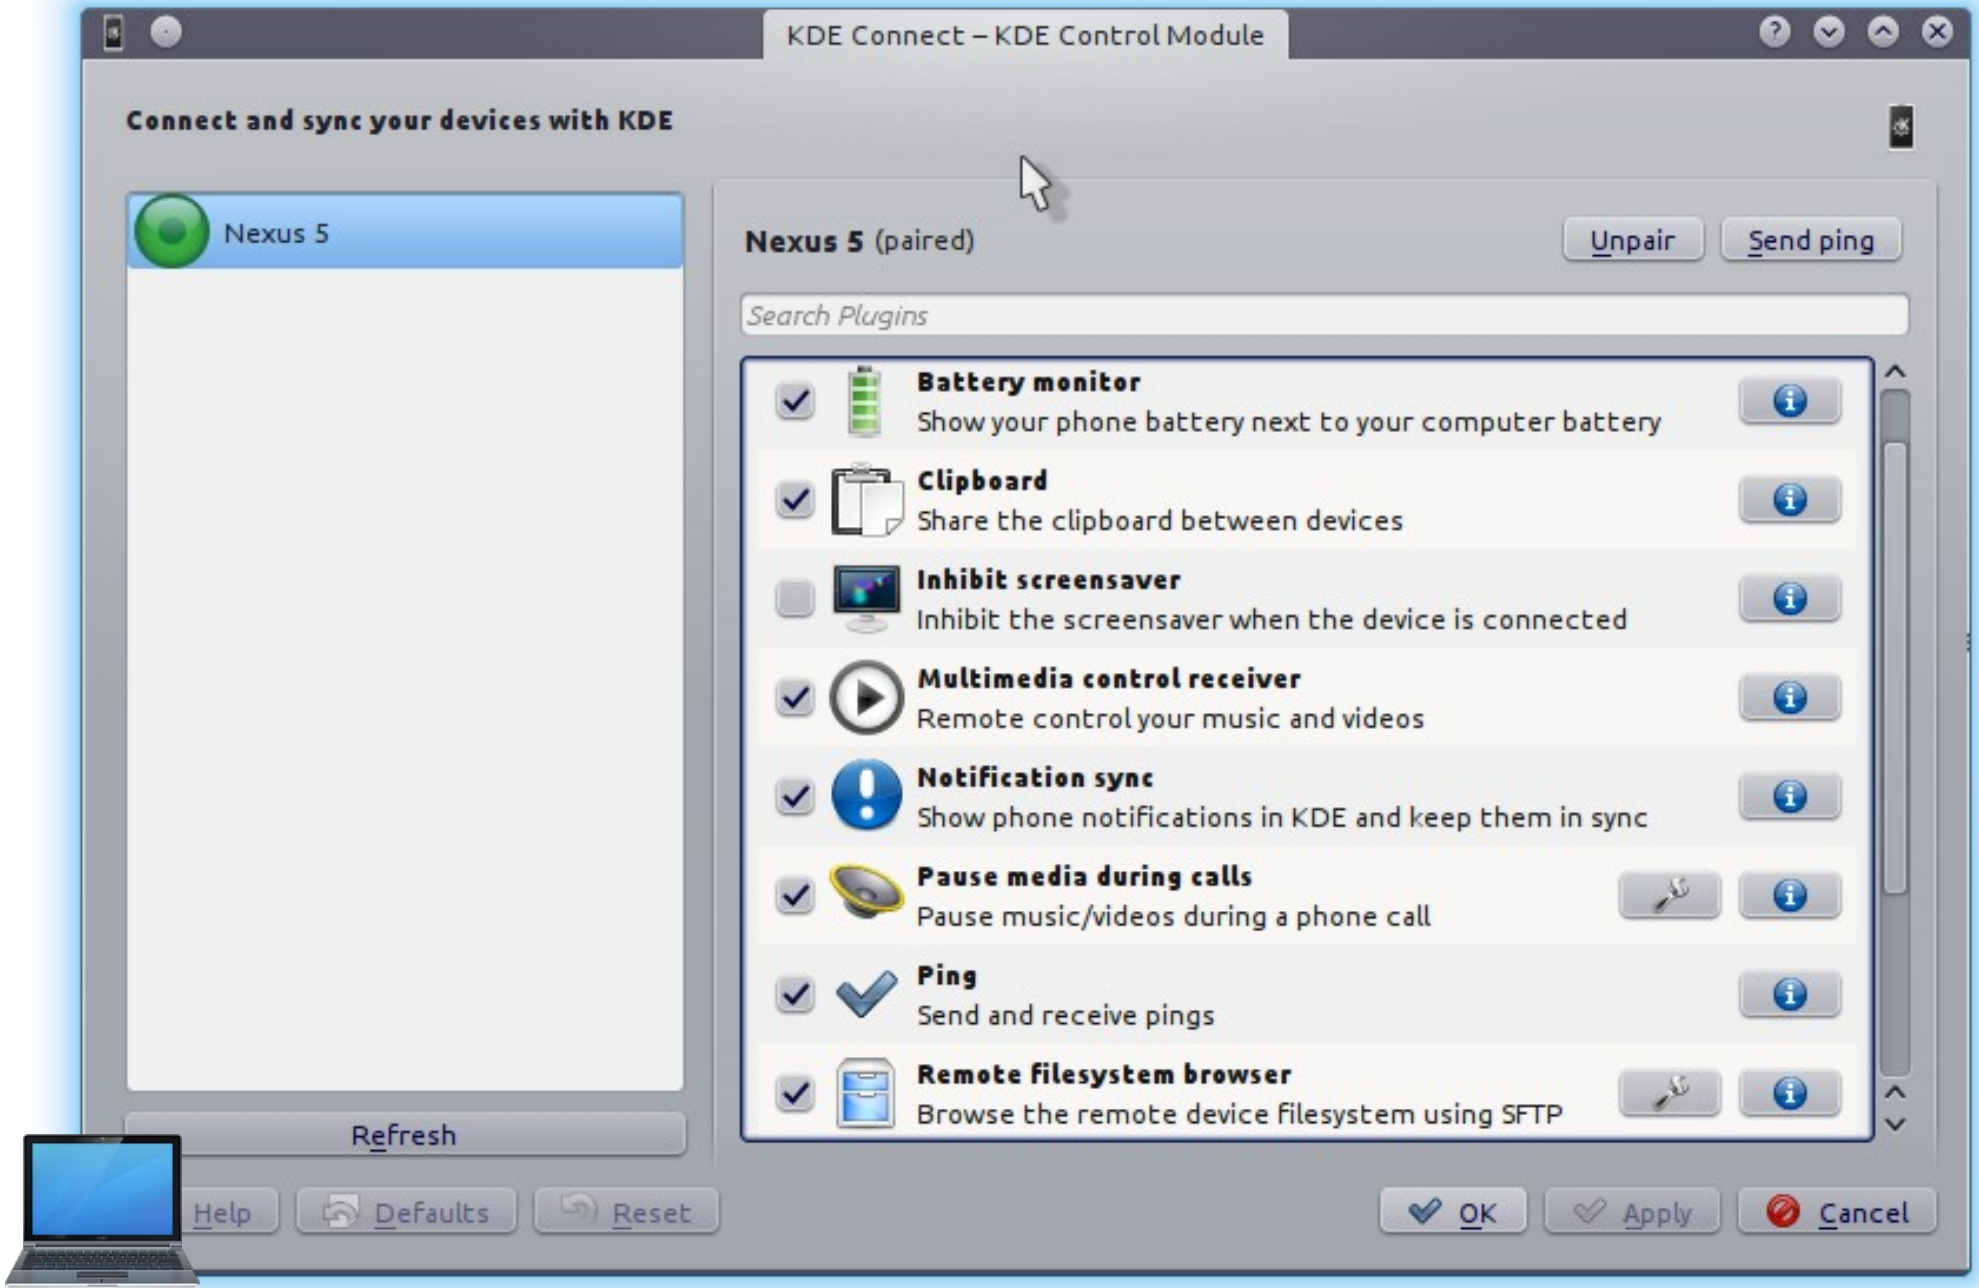 KDE Connect – KDE Control Module
Connect and sync your devices with KDE
Nexus 5
Nexus 5 (paired)
Unpair
Send ping
Search Plugins
Battery monitor
Show your phone battery next to your computer battery
Clipboard
Share the clipboard between devices
Inhibit screensaver
Inhibit the screensaver when the device is connected
Multimedia control receiver
Remote control your music and videos
Notification sync
Show phone notifications in KDE and keep them in sync
Pause media during calls
Pause music/videos during a phone call
Ping
Send and receive pings
Remote filesystem browser
Browse the remote device filesystem using SFTP
Refresh
Help
Defaults
Reset
OK
Apply
Cancel